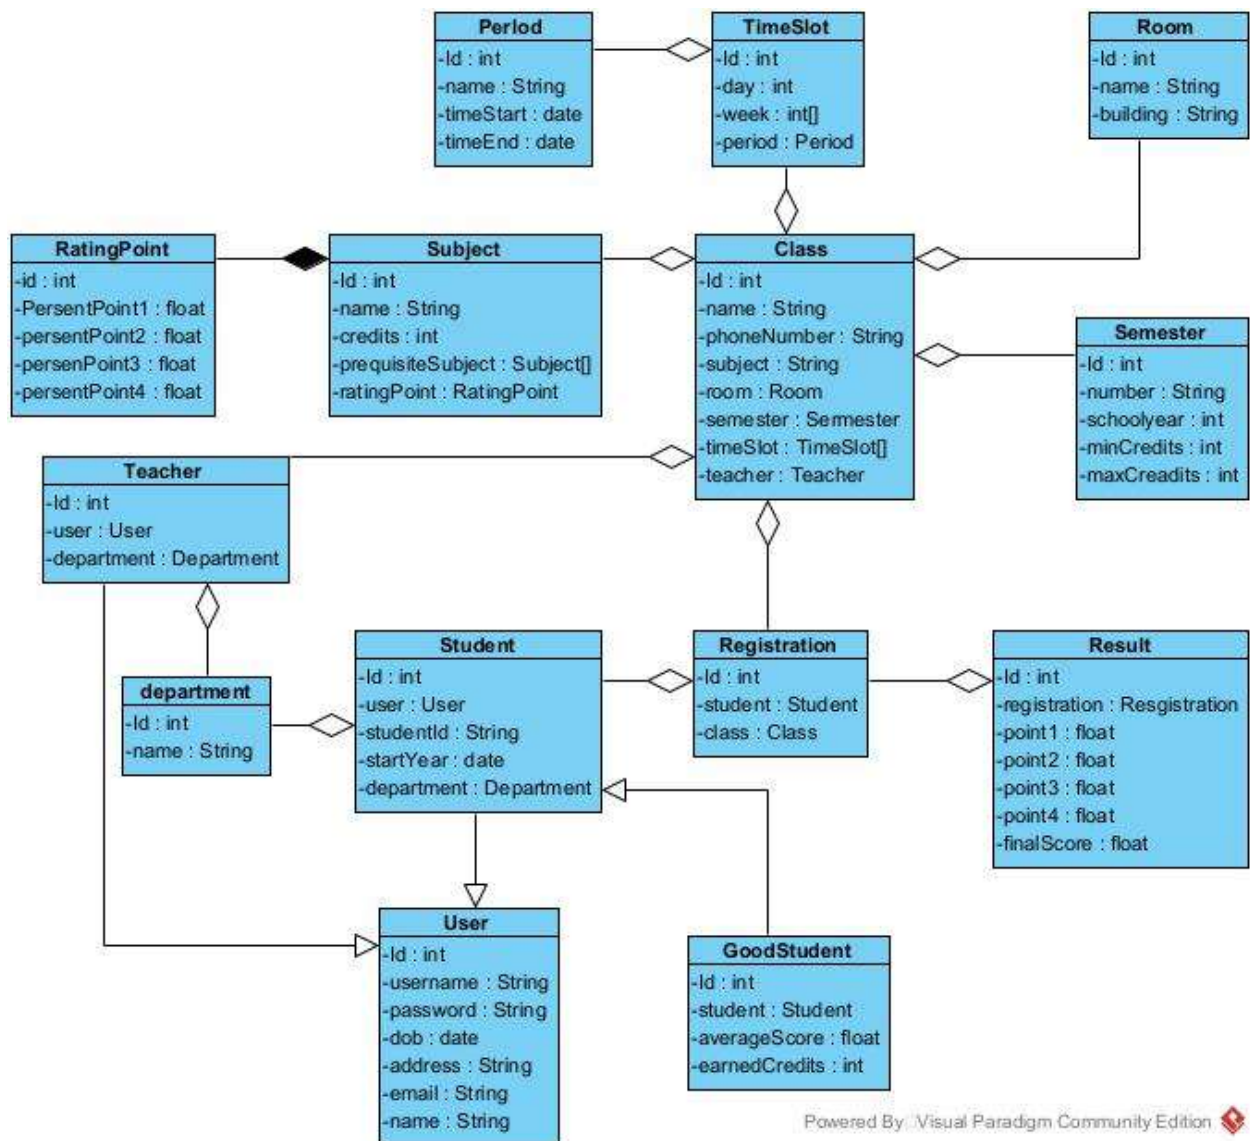 Period
-Id : int
-name : String
-timeStart : date
-timeEnd : date
TimeSlot
-Id : int
-day : int
-week : int[]
-period : Period
Room
-Id : int
-name : String
-building : String
RatingPoint
-id : int
-PersentPoint1 : float
-persentPoint2 : float
-persenPoint3 : float
-persentPoint4 : float
Subject
-Id : int
-name : String
-credits : int
-prequisiteSubject : Subject[]
-ratingPoint : RatingPoint
Class
-Id : int
-name : String
-phoneNumber : String
-subject : String
-room : Room
-semester : Sermester
-timeSlot : TimeSlot[]
-teacher : Teacher
Semester
-Id : int
-number : String
-schoolyear : int
-minCredits : int
-maxCreadits : int
Teacher
-Id : int
-user : User
-department : Department
department
-Id : int
-name : String
Student
-Id : int
-user : User
-studentId : String
-startYear : date
-department : Department
Registration
-Id : int
-student : Student
-class : Class
Result
-Id : int
-registration : Resgistration
-point1 : float
-point2 : float
-point3 : float
-point4 : float
-finalScore : float
User
-Id : int
-username : String
-password : String
-dob : date
-address : String
-email : String
-name : String
GoodStudent
-Id : int
-student : Student
-averageScore : float
-earnedCredits : int
Powered By Visual Paradigm Community Edition